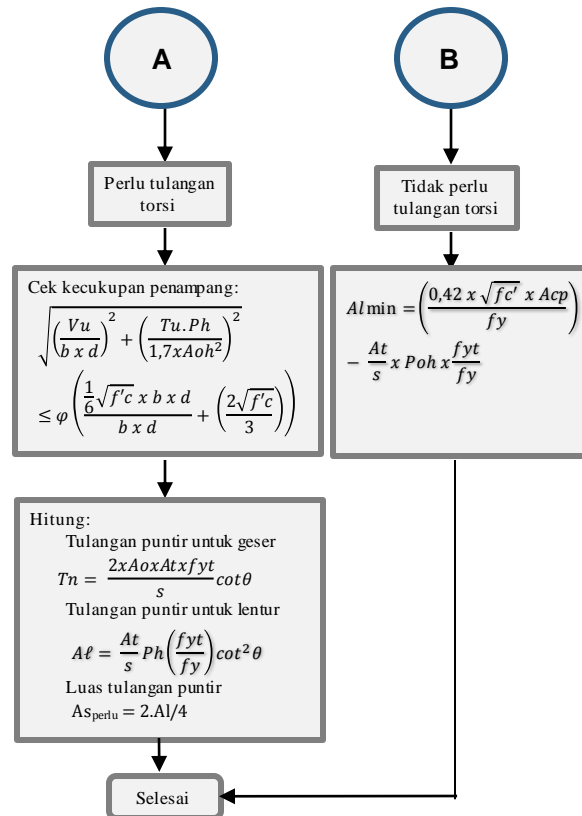 A
B
Perlu tulangan
torsi
Tidak perlu
tulangan torsi
Cek kecukupan penampang:
√((Vu / b x d)² + (Tu.Ph / 1,7xAoh²)²)
≤ φ ((1/6 √f'c x b x d / b x d) + (2√f'c / 3))
Al min = (0,42 x √fc' x Acp / fy)
− At/s x Poh x fyt/fy
Hitung:
Tulangan puntir untuk geser
Tn = 2xAoxAtxfyt / s cotθ
Tulangan puntir untuk lentur
Aℓ = At/s Ph(fyt/fy)cot²θ
Luas tulangan puntir
Asperlu = 2.Al/4
Selesai